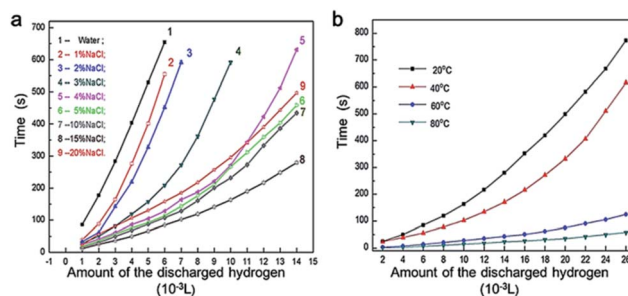 a
700
600
500
400
300
200
100
0
Time (s)
1 -- Water ;
2 -- 1%NaCl;
3 -- 2%NaCl;
4 -- 3%NaCl;
5 -- 4%NaCl;
6 -- 5%NaCl;
7 --10%NaCl;
8 --15%NaCl
9 --20%NaCl.
1
2
3
4
5
9
6
7
8
-1 0 1 2 3 4 5 6 7 8 9 10 11 12 13 14 15
Amount of the discharged hydrogen
(10⁻³L)
b
800
700
600
500
400
300
200
100
0
Time (s)
20°C
40°C
60°C
80°C
2 4 6 8 10 12 14 16 18 20 22 24 26
Amount of the discharged hydrogen
(10⁻³L)